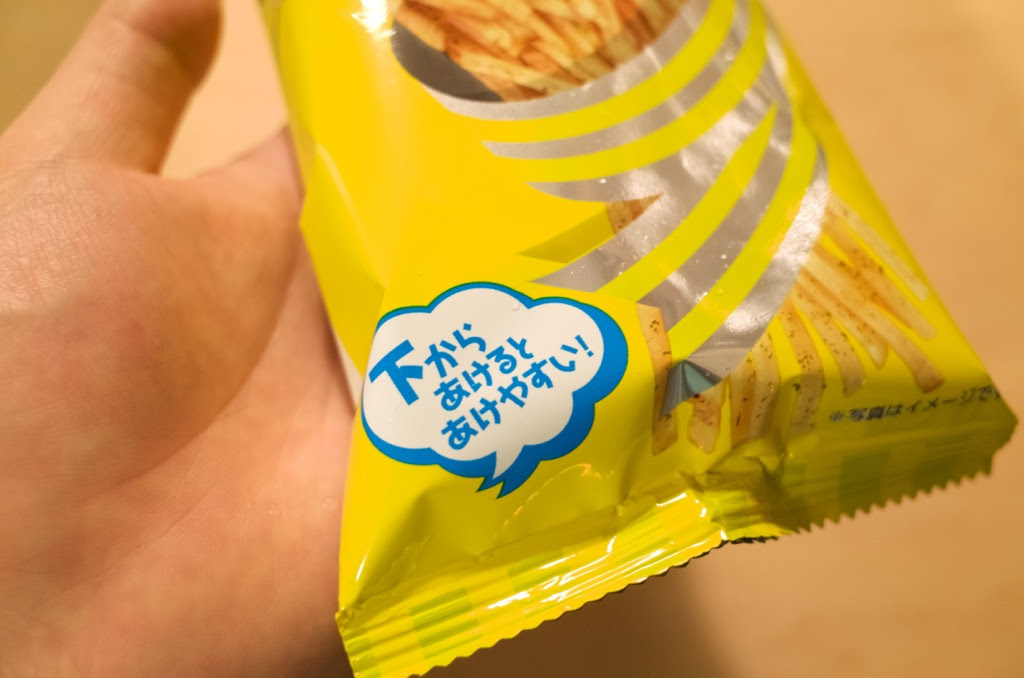 下から
あけると
あけやすい!
※写真はイメージで